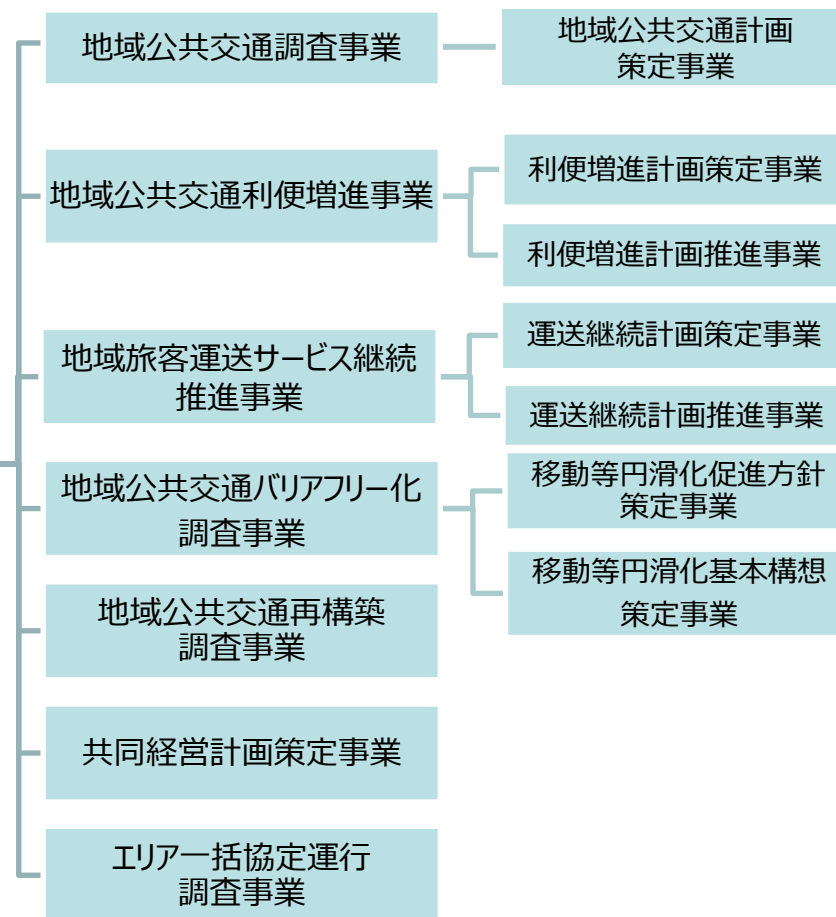 地域公共交通調査事業
地域公共交通計画
策定事業
地域公共交通利便増進事業
利便増進計画策定事業
利便増進計画推進事業
地域旅客運送サービス継続
推進事業
運送継続計画策定事業
運送継続計画推進事業
地域公共交通バリアフリー化
調査事業
移動等円滑化促進方針
策定事業
移動等円滑化基本構想
策定事業
地域公共交通再構築
調査事業
共同経営計画策定事業
エリア一括協定運行
調査事業